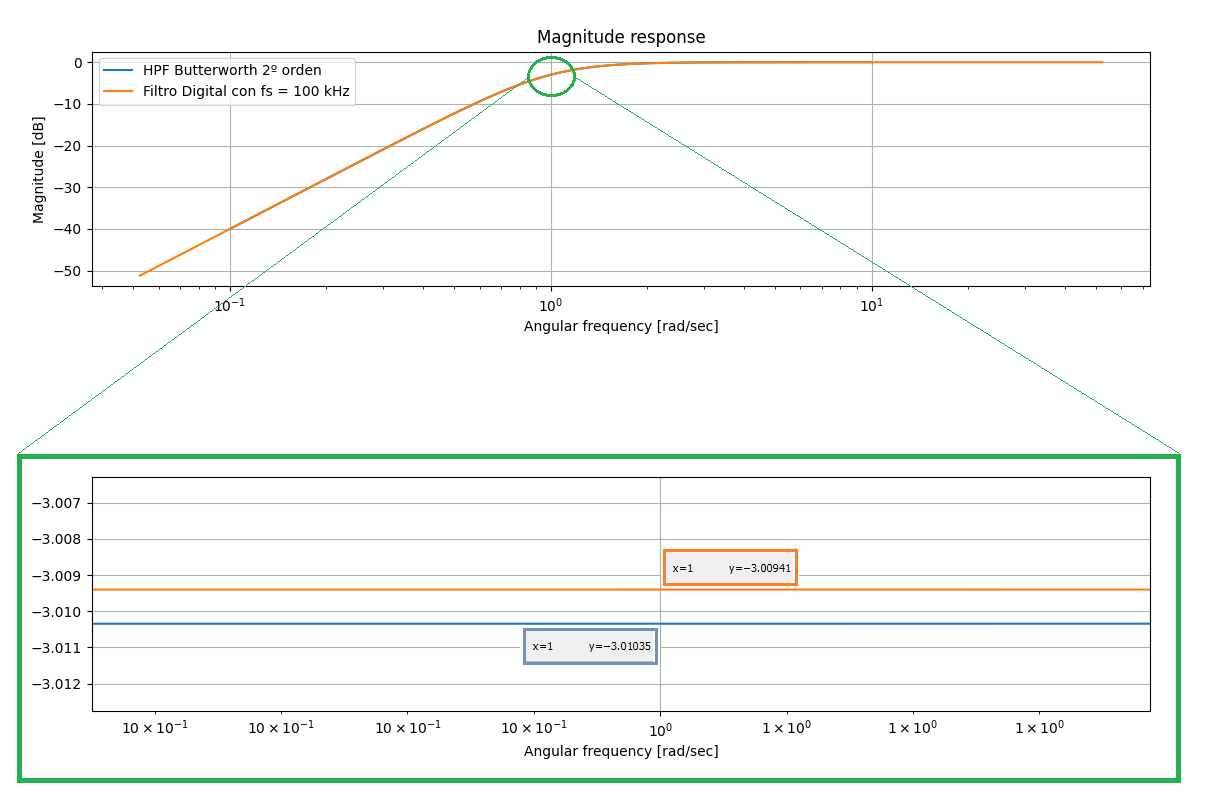 Magnitude response
HPF Butterworth 2º orden
Filtro Digital con fs = 100 kHz
Magnitude [dB]
0
−10
−20
−30
−40
−50
10⁻¹
10⁰
10¹
Angular frequency [rad/sec]
−3.007
−3.008
−3.009
−3.010
−3.011
−3.012
x=1 y=−3.00941
x=1 y=−3.01035
10 × 10⁻¹
10 × 10⁻¹
10 × 10⁻¹
10 × 10⁻¹
10⁰
1 × 10⁰
1 × 10⁰
1 × 10⁰
Angular frequency [rad/sec]